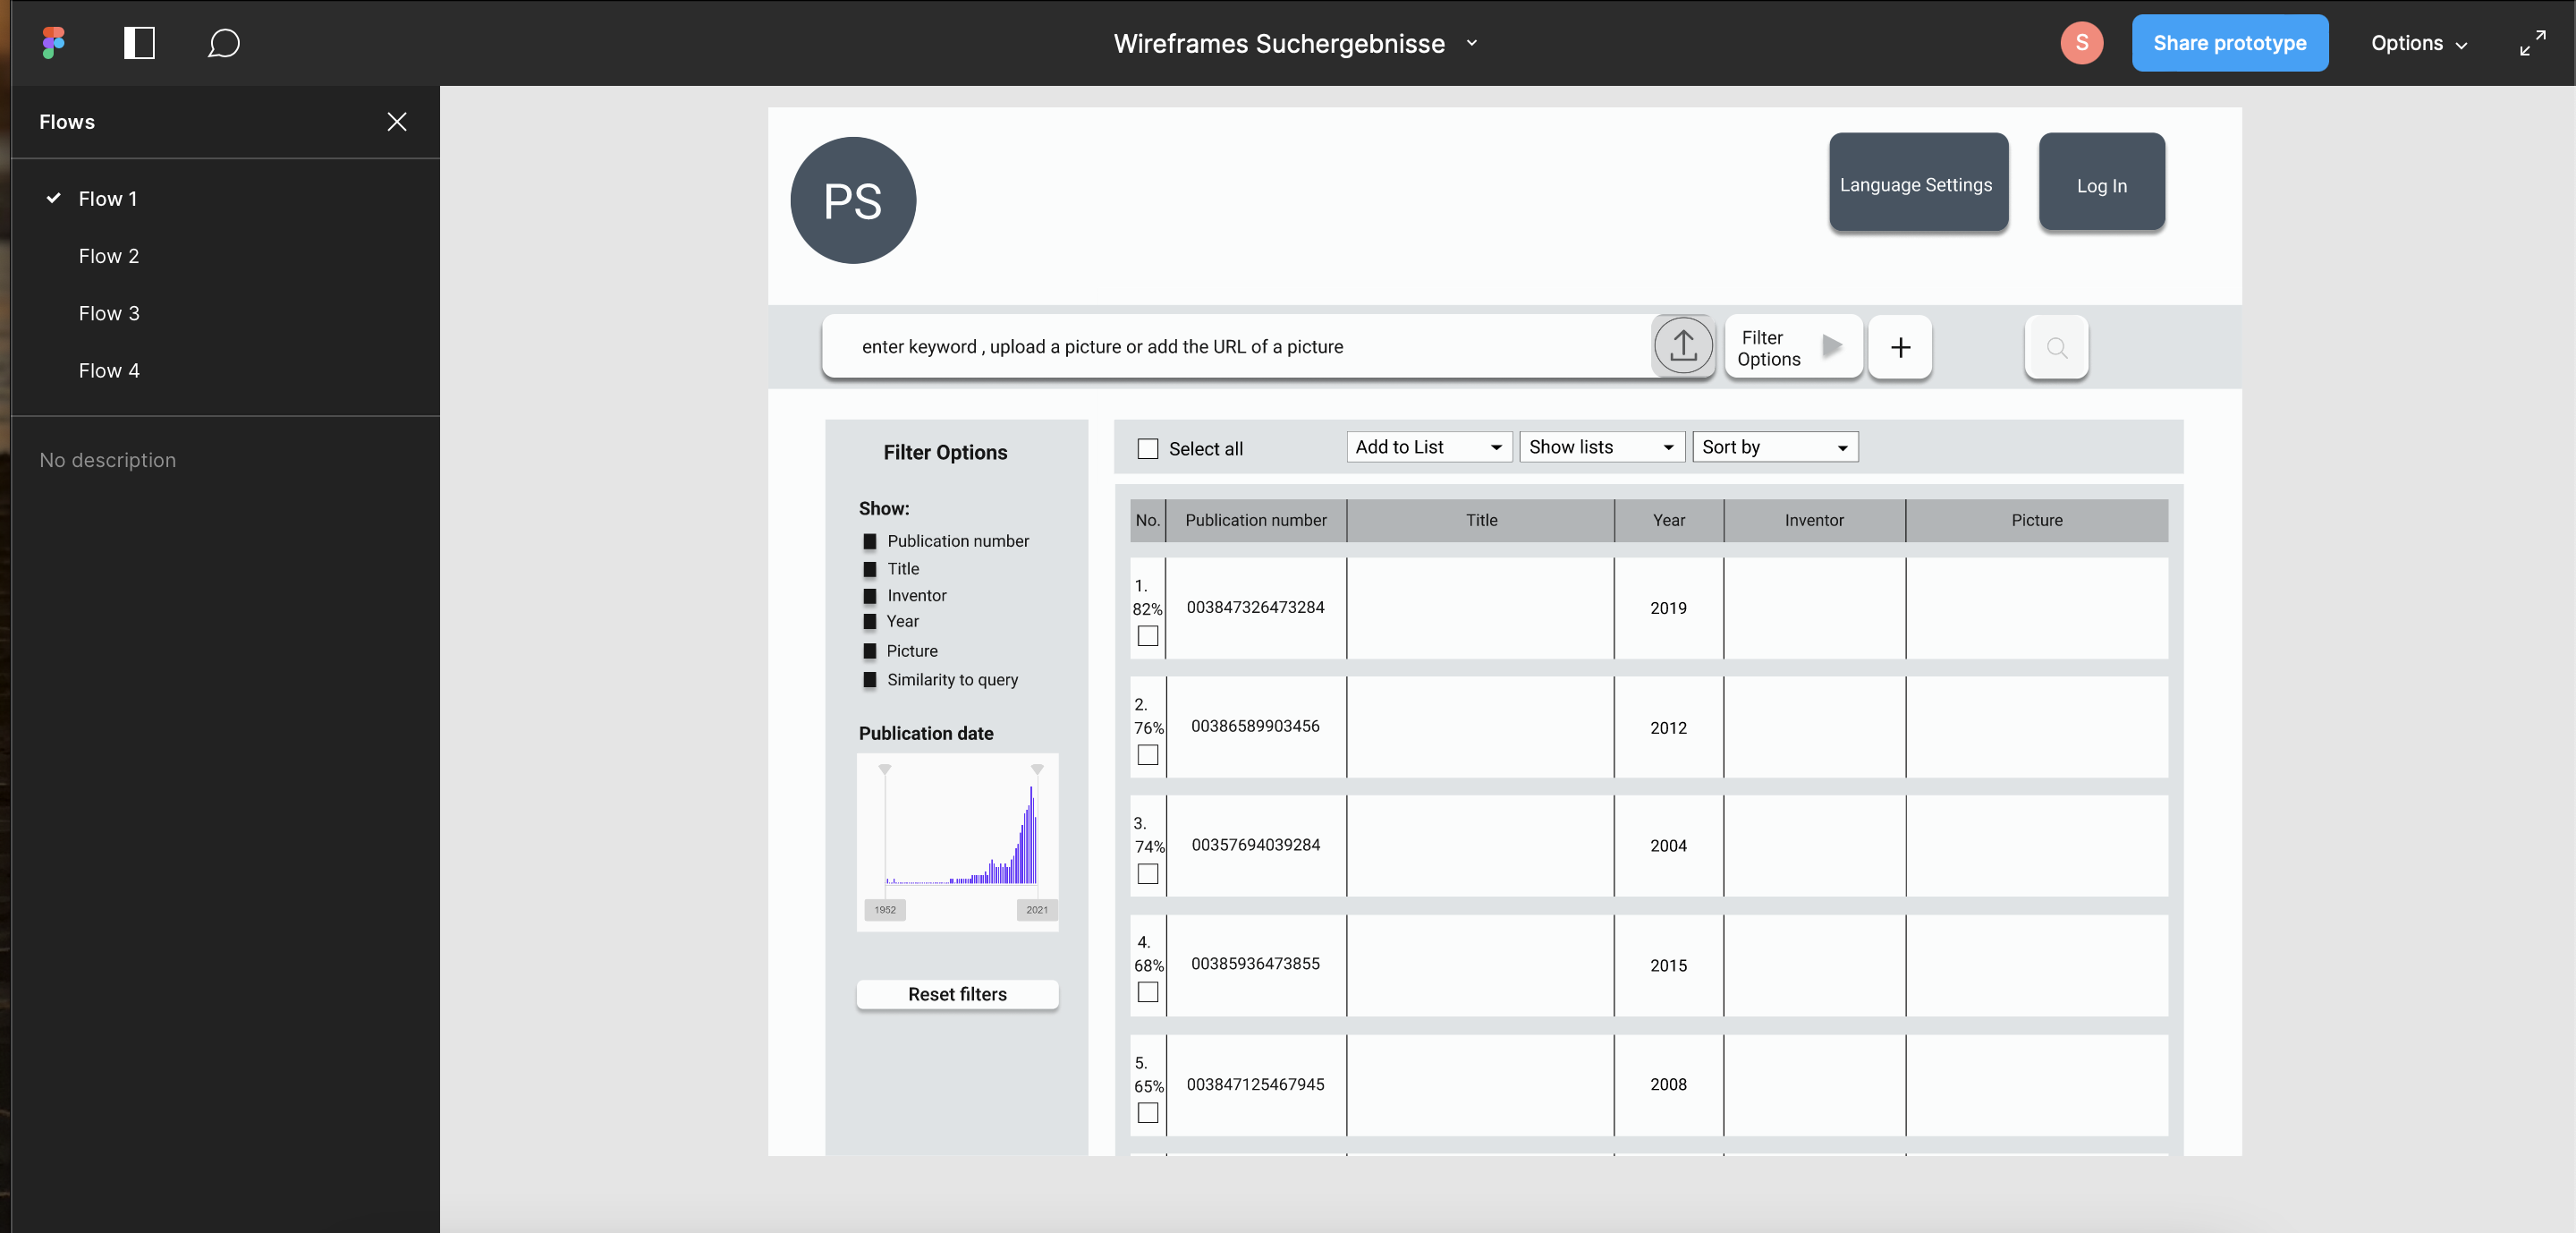 Wireframes Suchergebnisse
S
Share prototype
Options
Flows
Flow 1
Flow 2
Flow 3
Flow 4
No description
PS
Language Settings
Log In
enter keyword , upload a picture or add the URL of a picture
Filter
Options
+
Filter Options
Show:
Publication number
Title
Inventor
Year
Picture
Similarity to query
Publication date
1952
2021
Reset filters
Select all
Add to List
Show lists
Sort by
No. Publication number Title Year Inventor Picture
1.
82% 003847326473284 2019
2.
76% 00386589903456 2012
3.
74% 00357694039284 2004
4.
68% 00385936473855 2015
5.
65% 003847125467945 2008